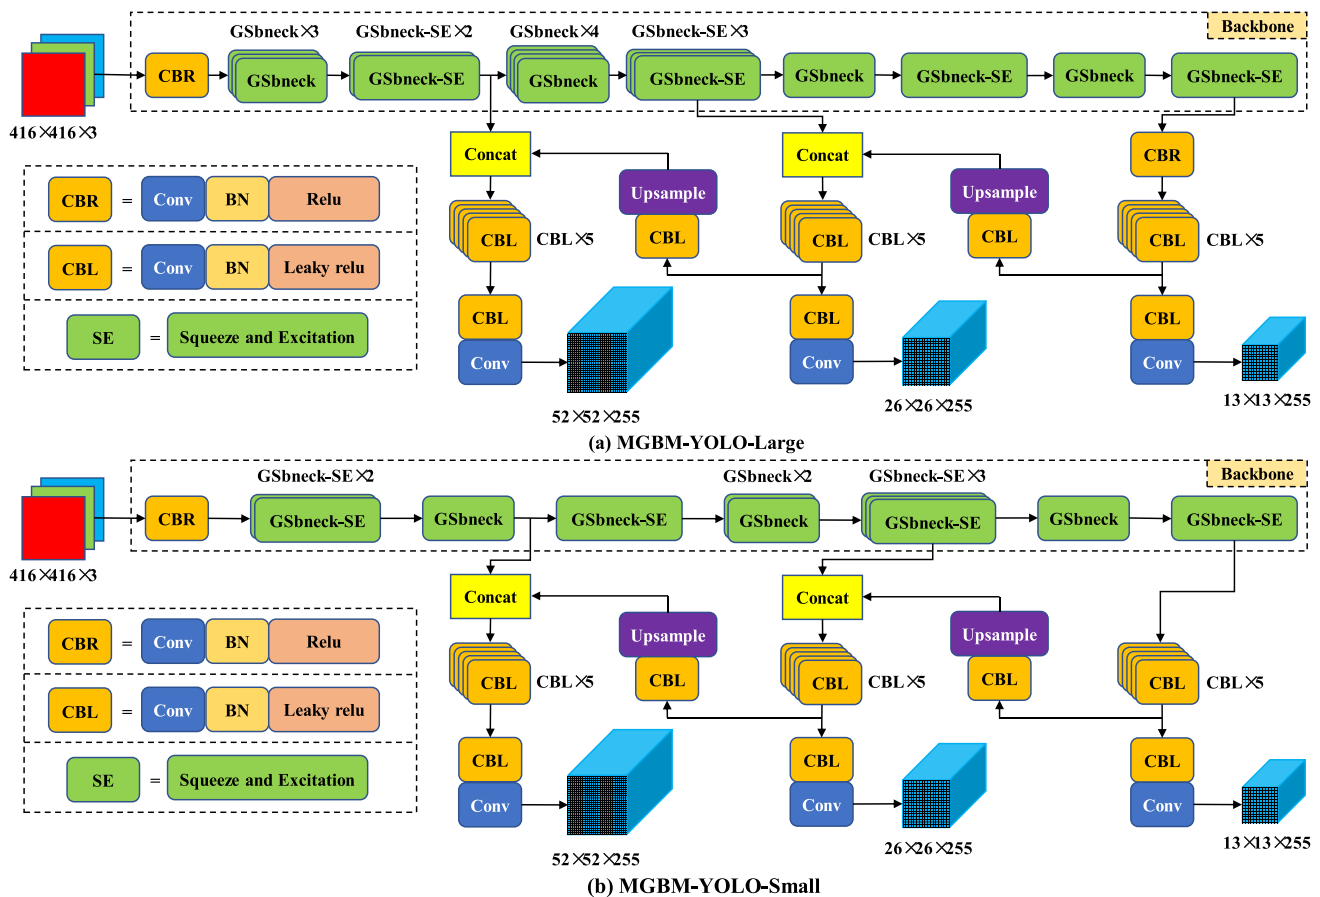 Backbone
GSbneck×3 GSbneck-SE×2 GSbneck×4 GSbneck-SE×3
CBR GSbneck GSbneck-SE GSbneck GSbneck-SE GSbneck GSbneck-SE GSbneck GSbneck-SE
416×416×3
Concat Concat CBR
CBR = Conv BN Relu
Upsample Upsample
CBL CBL×5 CBL CBL CBL×5 CBL CBL CBL×5
CBL = Conv BN Leaky relu
CBL CBL CBL
SE = Squeeze and Excitation
Conv Conv Conv
52×52×255 26×26×255 13×13×255
(a) MGBM-YOLO-Large
Backbone
GSbneck-SE×2 GSbneck×2 GSbneck-SE×3
CBR GSbneck-SE GSbneck GSbneck-SE GSbneck GSbneck-SE GSbneck GSbneck-SE
416×416×3
Concat Concat
CBR = Conv BN Relu
Upsample Upsample
CBL CBL×5 CBL CBL CBL×5 CBL CBL CBL×5
CBL = Conv BN Leaky relu
CBL CBL CBL
SE = Squeeze and Excitation
Conv Conv Conv
52×52×255 26×26×255 13×13×255
(b) MGBM-YOLO-Small